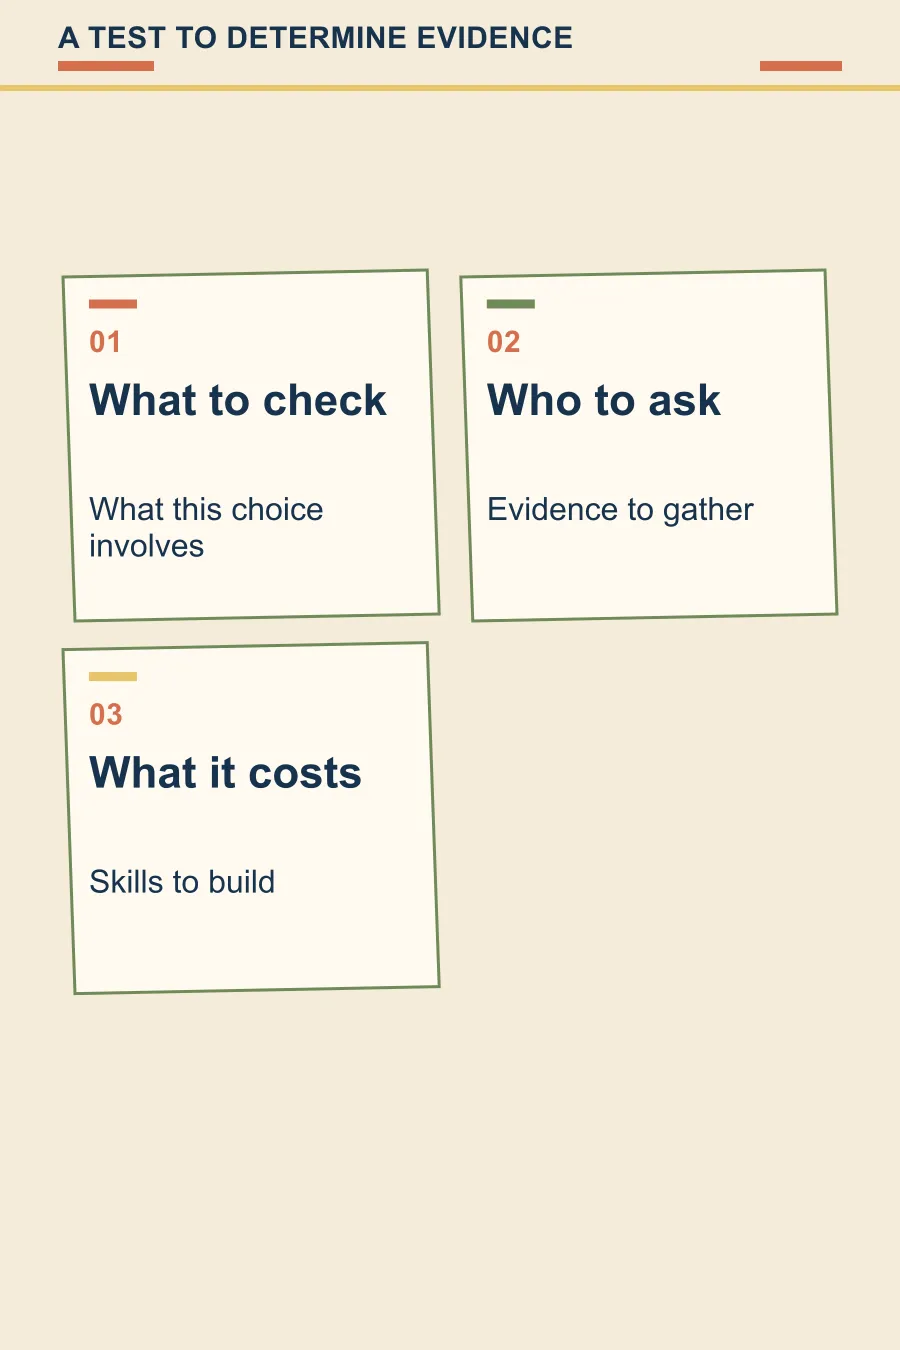 A TEST TO DETERMINE EVIDENCE
01
What to check
What this choice
involves
02
Who to ask
Evidence to gather
03
What it costs
Skills to build